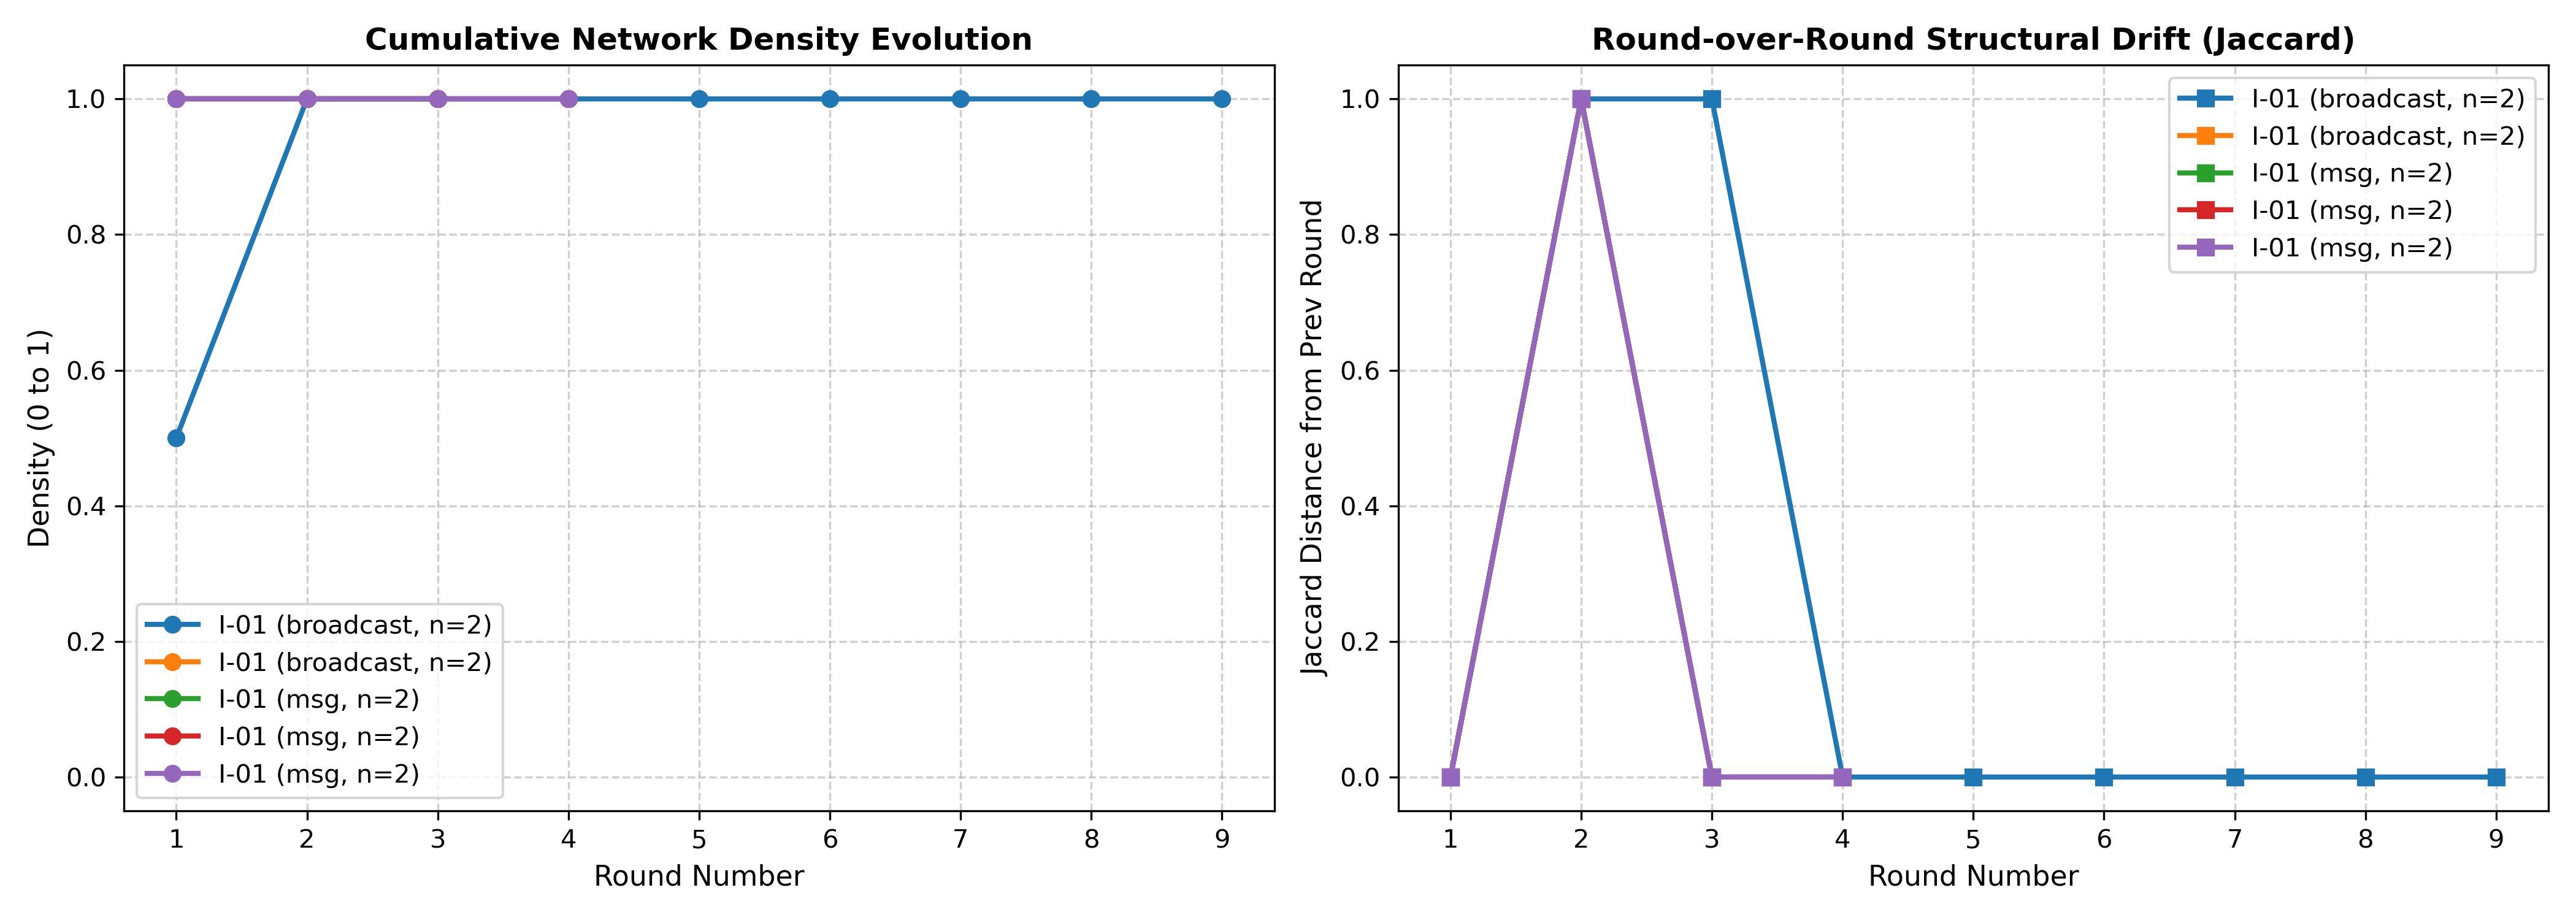 Cumulative Network Density Evolution
Density (0 to 1)
1.0
0.8
0.6
0.4
0.2
0.0
I-01 (broadcast, n=2)
I-01 (broadcast, n=2)
I-01 (msg, n=2)
I-01 (msg, n=2)
I-01 (msg, n=2)
1 2 3 4 5 6 7 8 9
Round Number
Round-over-Round Structural Drift (Jaccard)
Jaccard Distance from Prev Round
1.0
0.8
0.6
0.4
0.2
0.0
I-01 (broadcast, n=2)
I-01 (broadcast, n=2)
I-01 (msg, n=2)
I-01 (msg, n=2)
I-01 (msg, n=2)
1 2 3 4 5 6 7 8 9
Round Number